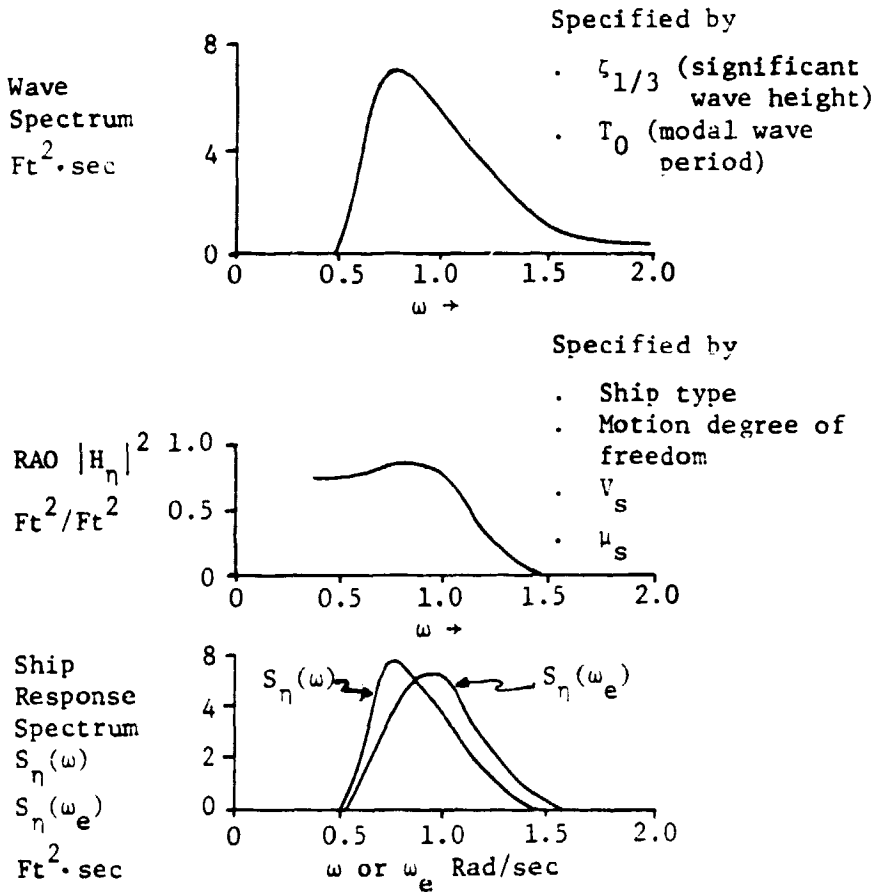 Specified by
· ζ1/3 (significant
wave height)
· T0 (modal wave
period)
Wave
Spectrum
Ft²·sec
8
4
0
0 0.5 1.0 1.5 2.0
ω →
Specified by
· Ship type
· Motion degree of
freedom
· Vs
· μs
RAO |Hη|²
Ft²/Ft²
1.0
0.5
0
0 0.5 1.0 1.5 2.0
ω →
Ship
Response
Spectrum
Sη(ω)
Sη(ωe)
Ft²·sec
8
4
2
0
Sη(ω)
Sη(ωe)
0 0.5 1.0 1.5 2.0
ω or ωe Rad/sec